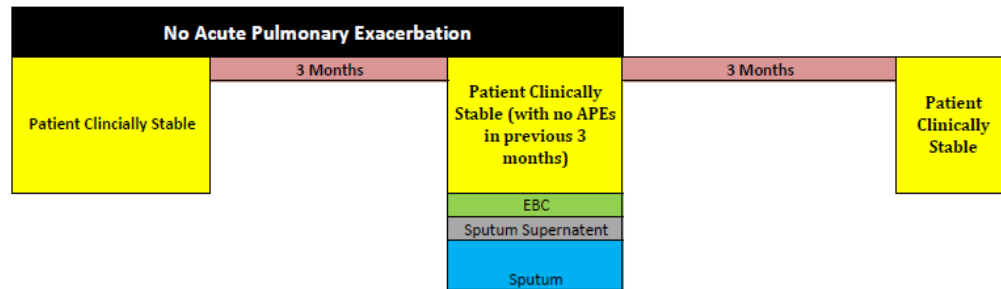 No Acute Pulmonary Exacerbation
3 Months
3 Months
Patient Clincially Stable
Patient Clinically
Stable (with no APEs
in previous 3
months)
Patient
Clinically
Stable
EBC
Sputum Supernatent
Sputum